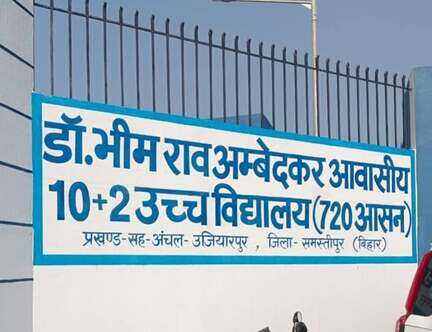 डॉ.भीम राव अम्बेदकर आवासीय
10+2 उच्च विद्यालय (720 आसन)
प्रखण्ड-सह-अंचल- उजियारपुर , जिला- समस्तीपुर (बिहार)